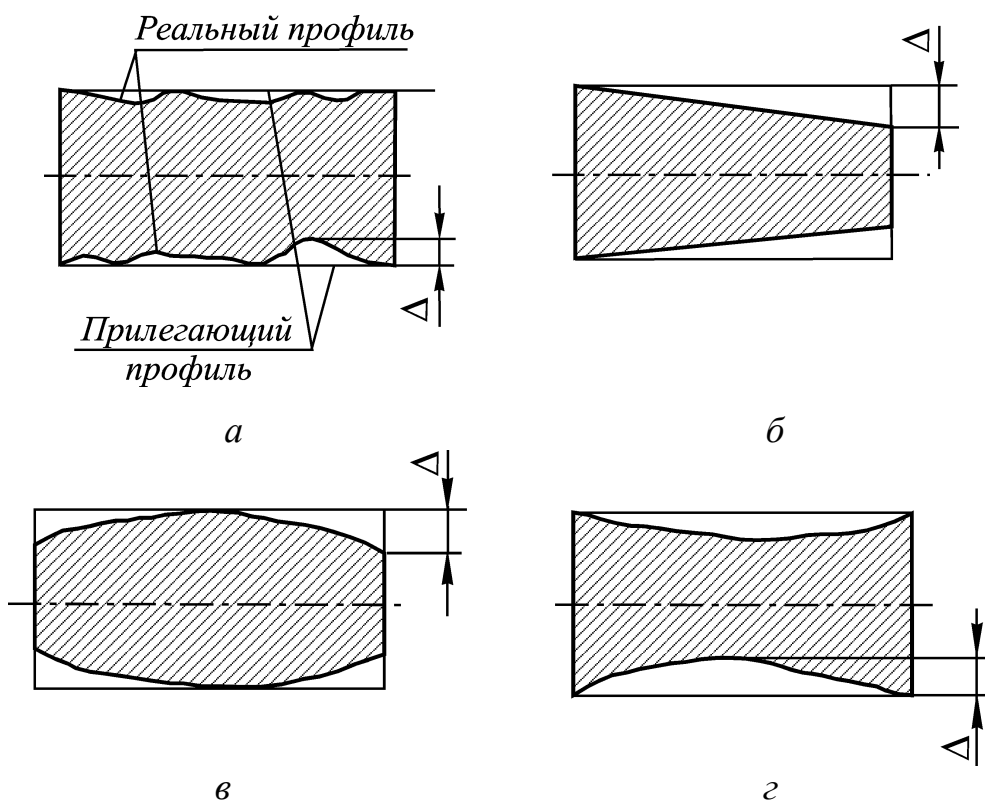 Реальный профиль
Δ
Δ
Прилегающий
профиль
а
б
Δ
в
г
Δ